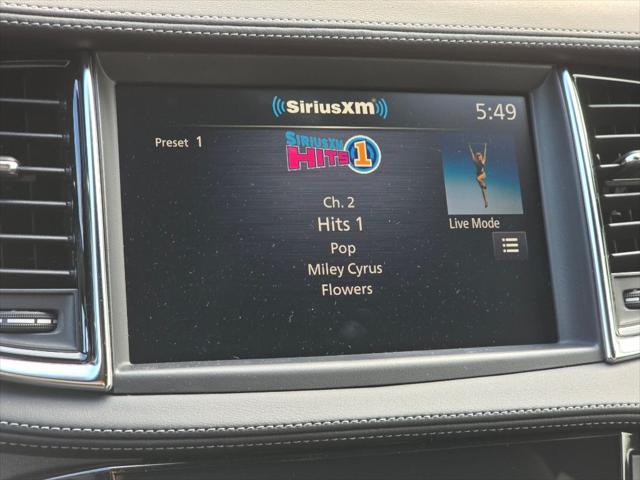 SiriusXM
5:49
Preset 1
SiriusXM
Hits 1
Ch. 2
Hits 1
Pop
Miley Cyrus
Flowers
Live Mode